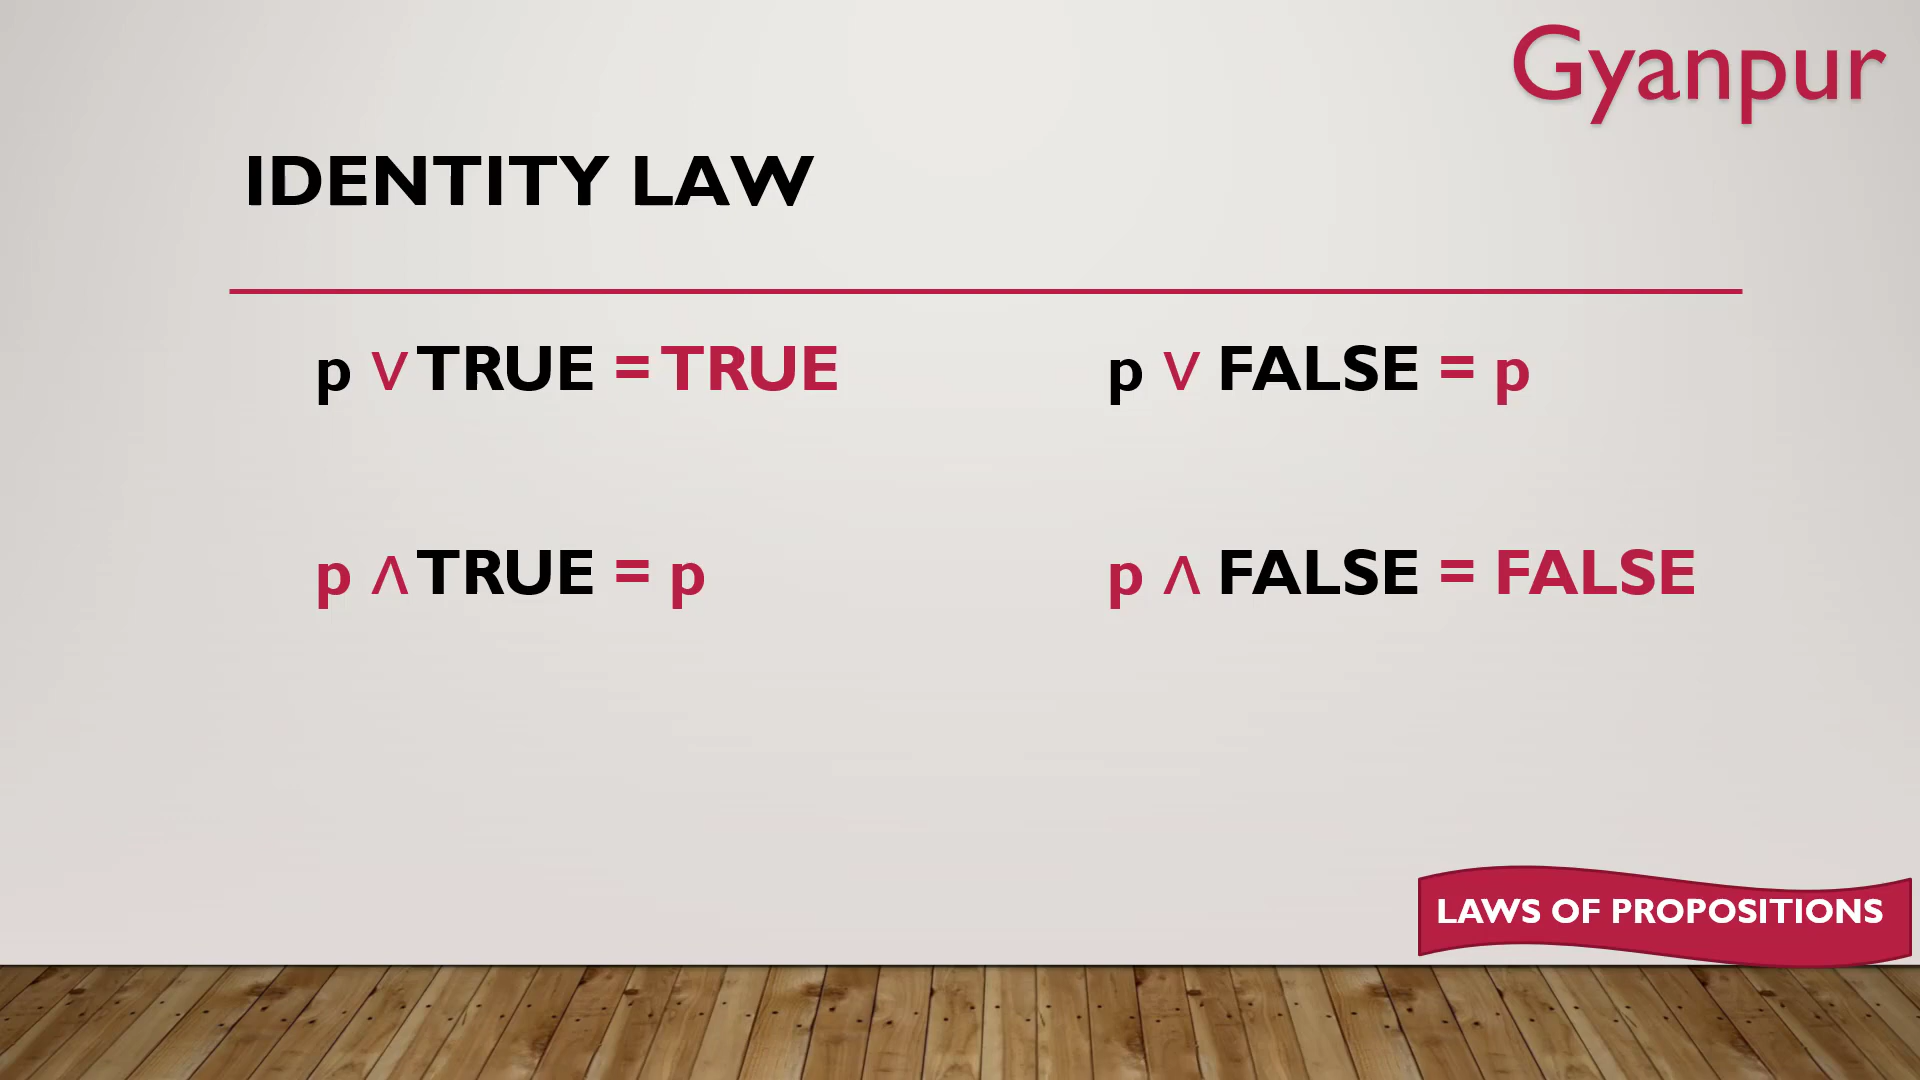 Gyanpur
IDENTITY LAW
p ∨ TRUE = TRUE
p ∨ FALSE = p
p ∧ TRUE = p
p ∧ FALSE = FALSE
LAWS OF PROPOSITIONS